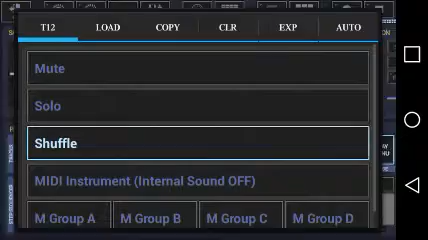 T12 LOAD COPY CLR EXP AUTO
Mute
Solo
Shuffle
MIDI Instrument (Internal Sound OFF)
M Group A M Group B M Group C M Group D